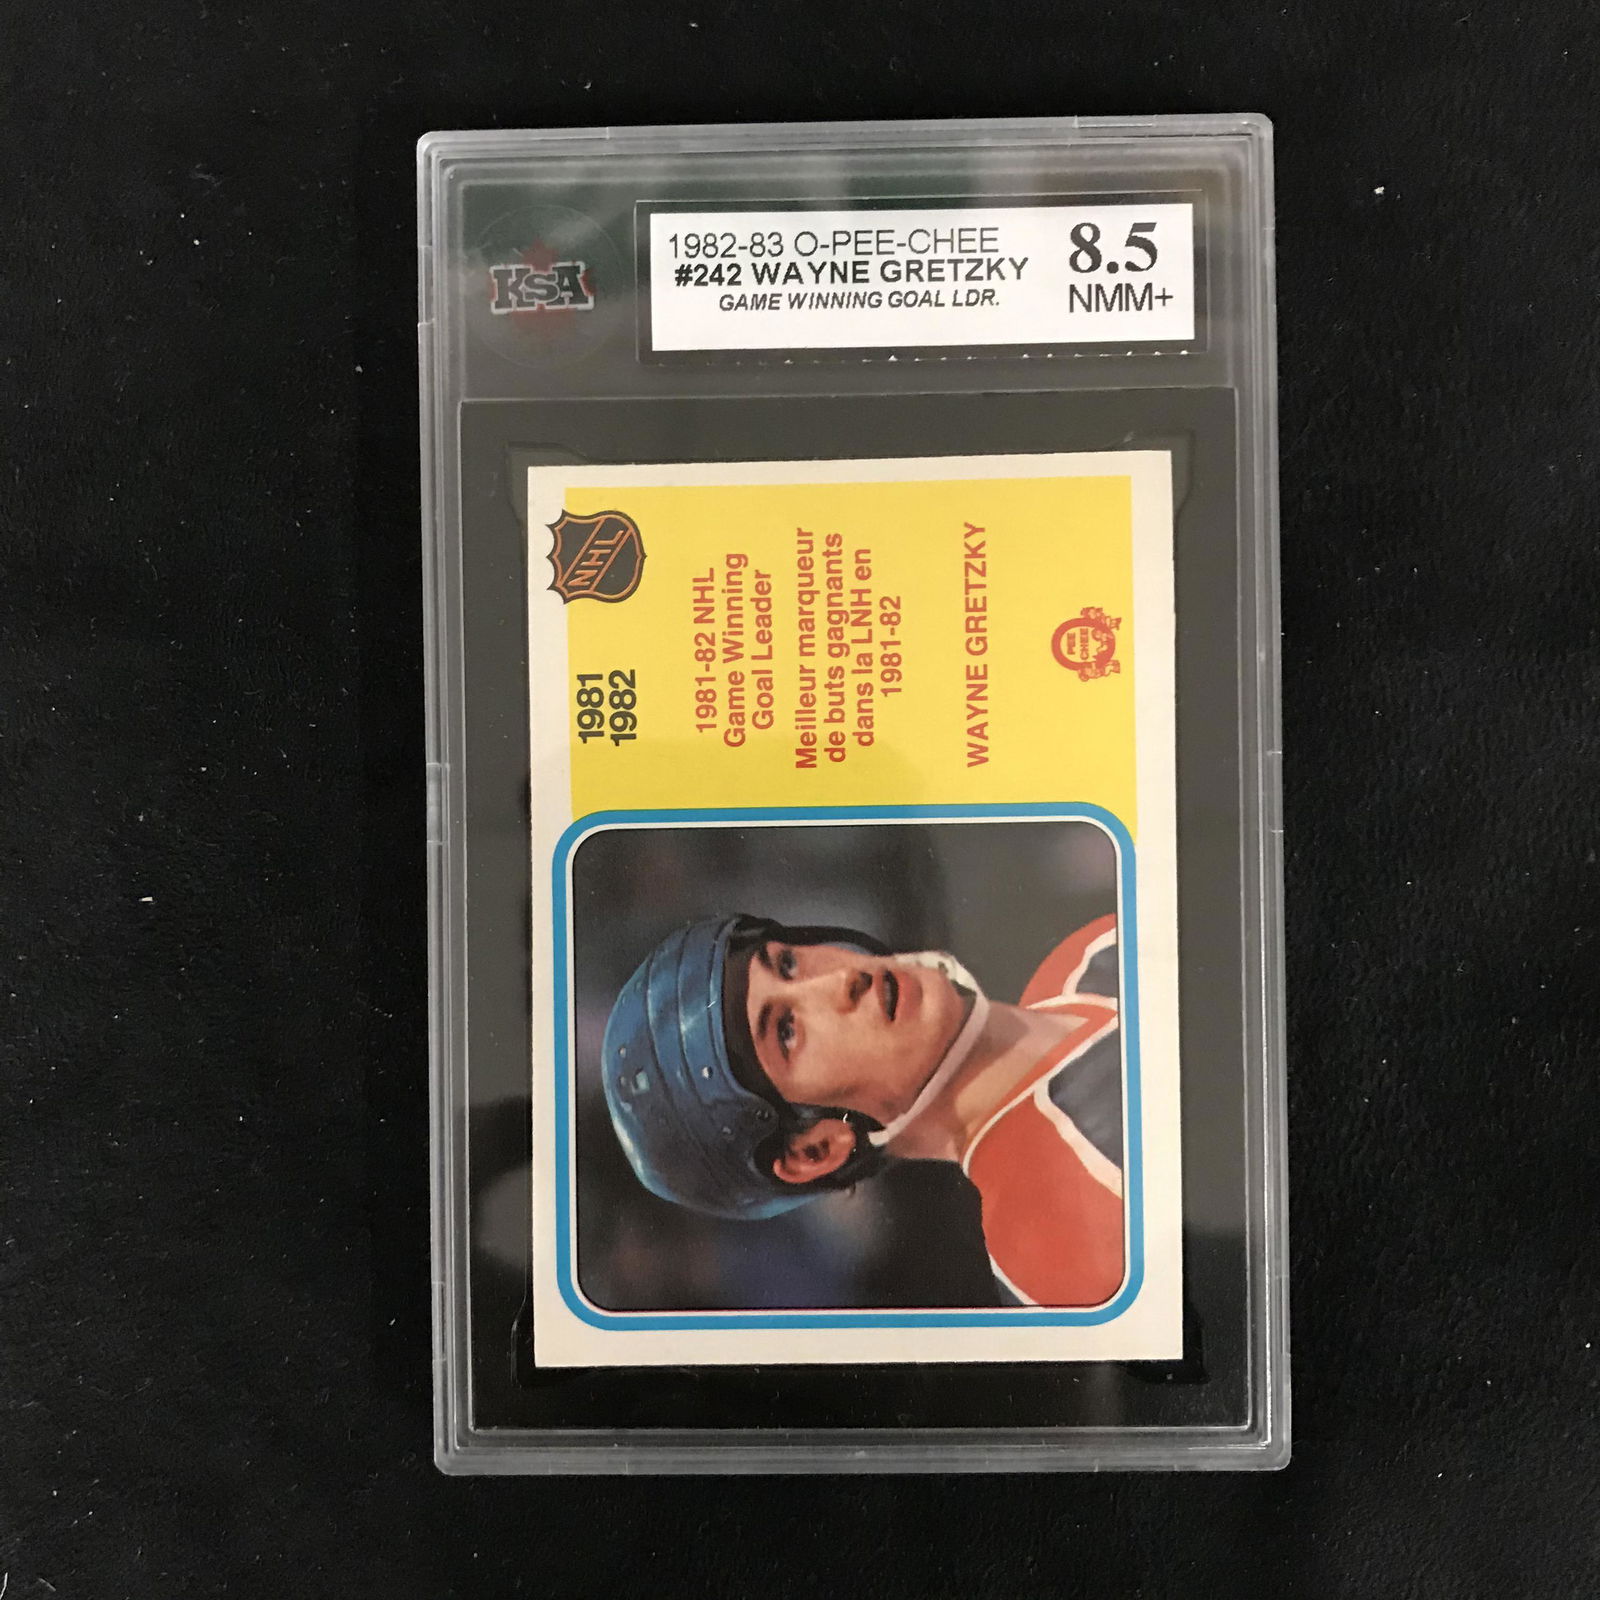 KSA
1982-83 O-PEE-CHEE
#242 WAYNE GRETZKY
GAME WINNING GOAL LDR.
8.5
NMM+
NHL
1981
1982
1981-82 NHL
Game Winning
Goal Leader
Meilleur marqueur
de buts gagnants
dans la LNH en
1981-82
WAYNE GRETZKY
PEE
CHEE